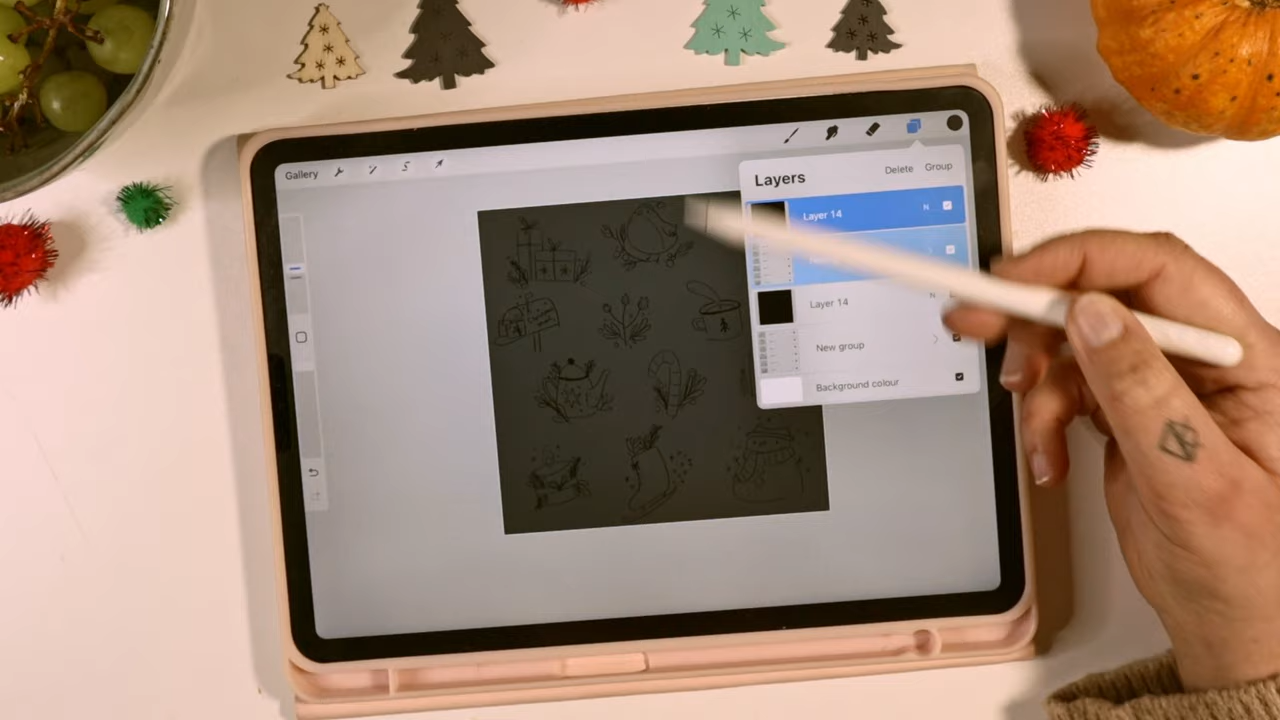 Gallery
Layers
Delete
Group
Layer 14
N
Layer 14
N
New group
Background colour